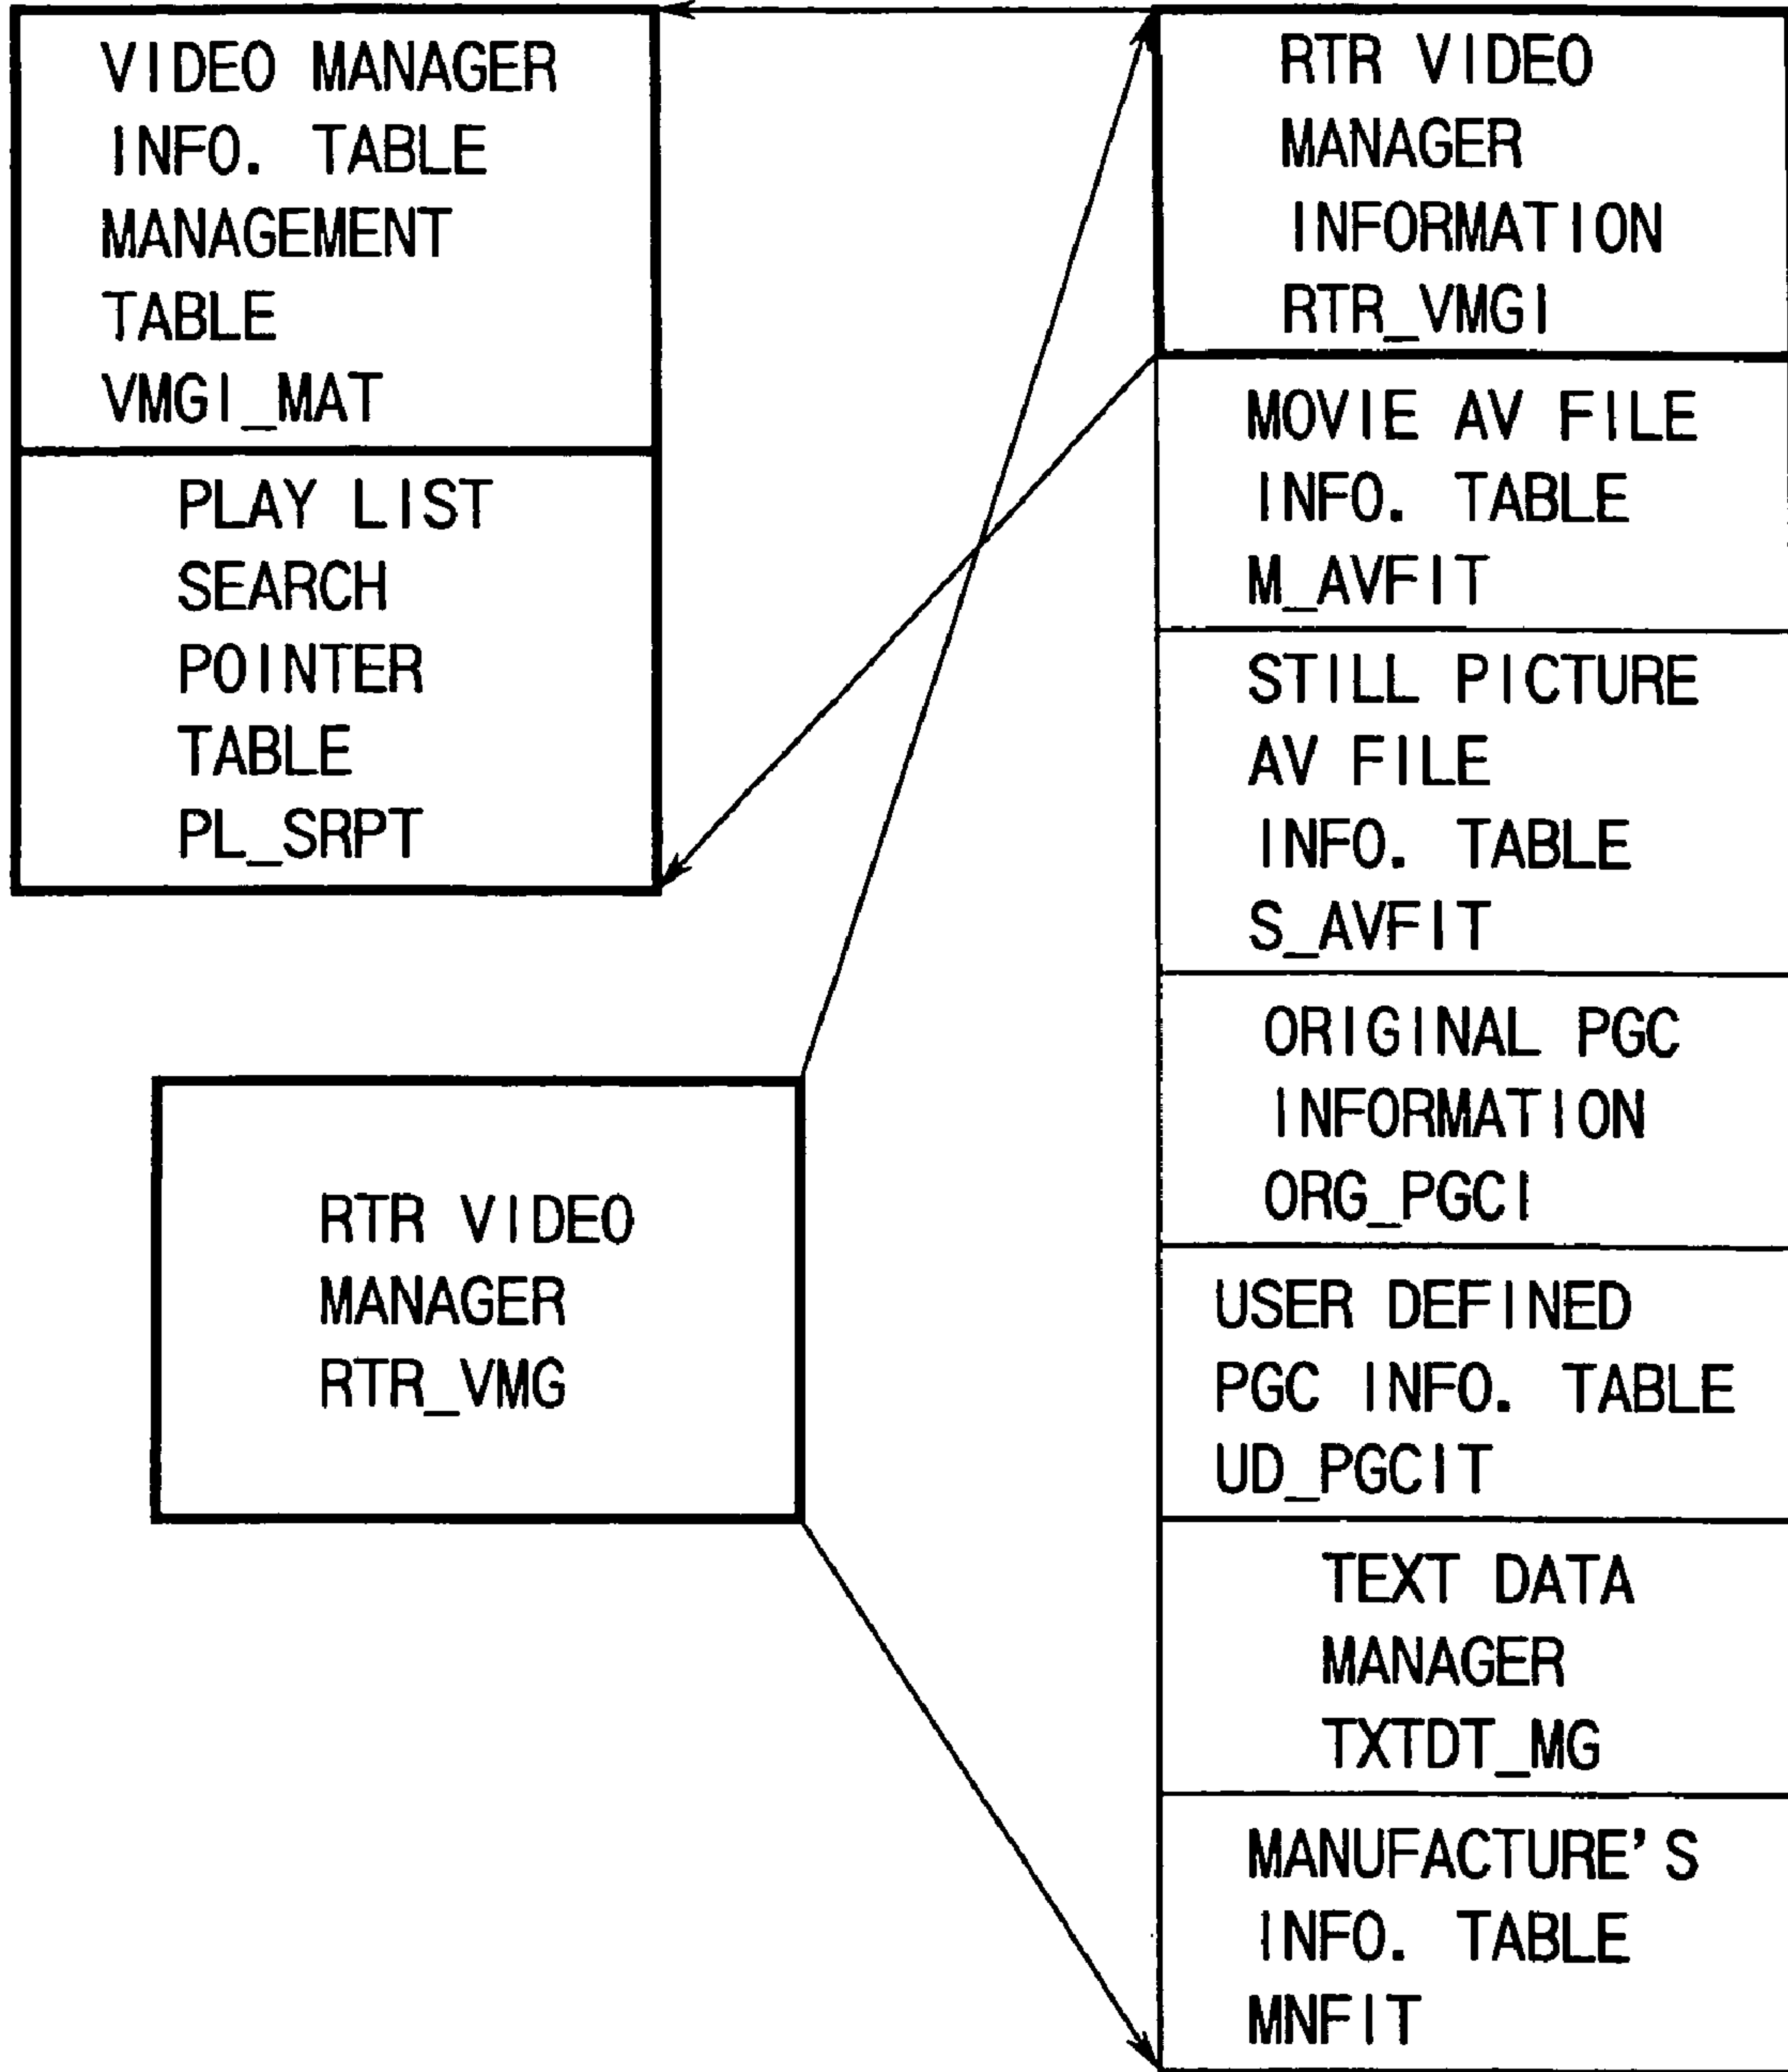 VIDEO MANAGER
INFO. TABLE
MANAGEMENT
TABLE
VMGI_MAT
PLAY LIST
SEARCH
POINTER
TABLE
PL_SRPT
RTR VIDEO
MANAGER
RTR_VMG
RTR VIDEO
MANAGER
INFORMATION
RTR_VMGI
MOVIE AV FILE
INFO. TABLE
M_AVFIT
STILL PICTURE
AV FILE
INFO. TABLE
S_AVFIT
ORIGINAL PGC
INFORMATION
ORG_PGCI
USER DEFINED
PGC INFO. TABLE
UD_PGCIT
TEXT DATA
MANAGER
TXTDT_MG
MANUFACTURE'S
INFO. TABLE
MNFIT